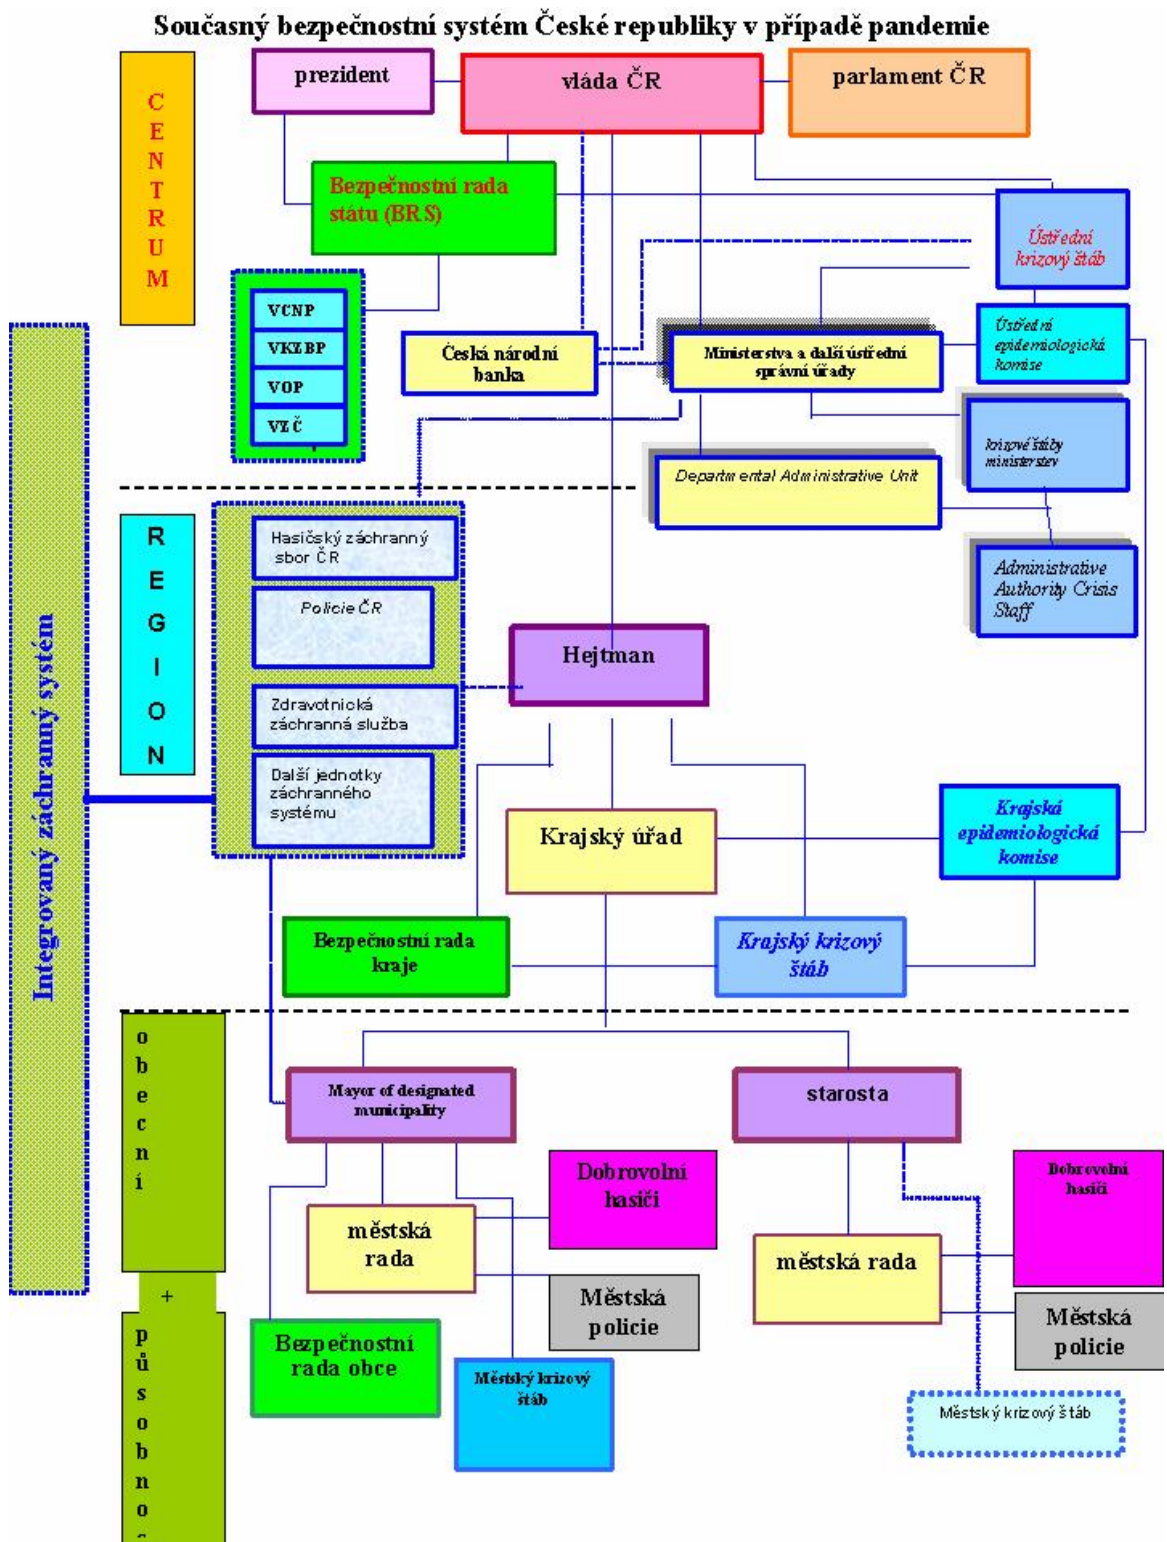 Současný bezpečnostní systém České republiky v případě pandemie
C
E
N
T
R
U
M
prezident
vláda ČR
parlament ČR
Bezpečnostní rada
státu (BRS)
Ústřední
krizový štáb
VCNP
VKZBP
VOP
VZČ
Česká národní
banka
Ministerstva a další ústřední
správní úřady
Ústřední
epidemiologická
komise
krizové štáby
ministerstev
Departmental Administrative Unit
Administrative
Authority Crisis
Staff
Integrovaný záchranný systém
R
E
G
I
O
N
Hasičský záchranný
sbor ČR
Policie ČR
Zdravotnická
záchranná služba
Další jednotky
záchranného
systému
Hejtman
Krajský úřad
Krajská
epidemiologická
komise
Bezpečnostní rada
kraje
Krajský krizový
štáb
o
b
e
c
n
í
+
p
ů
s
o
b
n
o
Mayor of designated
municipality
starosta
Dobrovolní
hasiči
městská
rada
Městská
policie
Bezpečnostní
rada obce
Městský krizový
štáb
Dobrovolní
hasiči
městská rada
Městská
policie
Městský krizový štáb